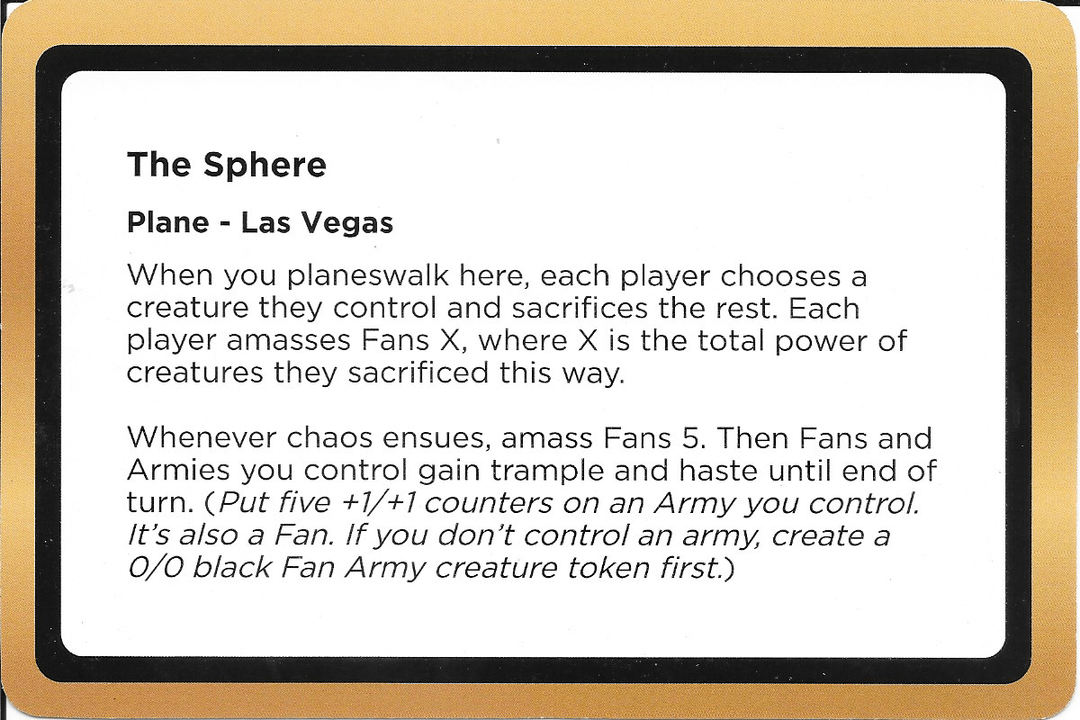 The Sphere
Plane - Las Vegas
When you planeswalk here, each player chooses a
creature they control and sacrifices the rest. Each
player amasses Fans X, where X is the total power of
creatures they sacrificed this way.
Whenever chaos ensues, amass Fans 5. Then Fans and
Armies you control gain trample and haste until end of
turn. (Put five +1/+1 counters on an Army you control.
It's also a Fan. If you don't control an army, create a
0/0 black Fan Army creature token first.)